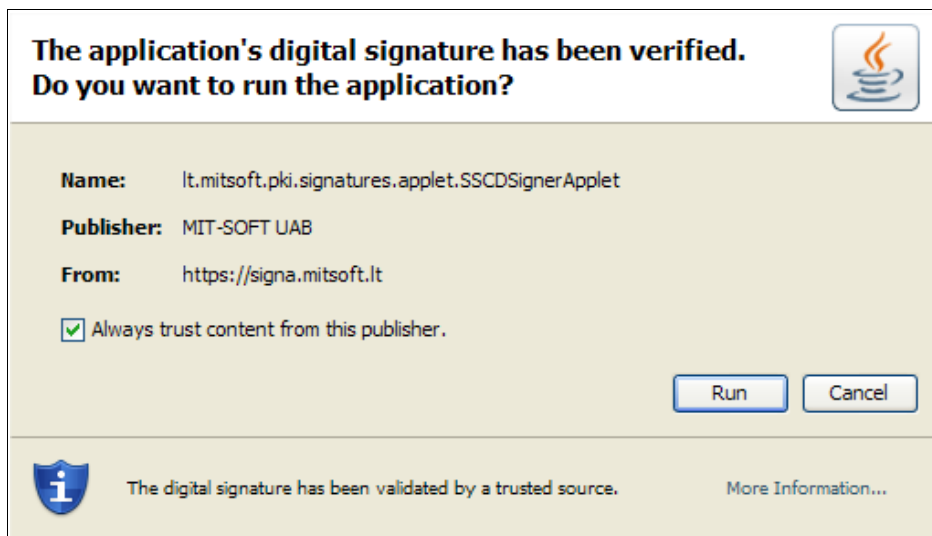 The application's digital signature has been verified.
Do you want to run the application?
Name: lt.mitsoft.pki.signatures.applet.SSCDSignerApplet
Publisher: MIT-SOFT UAB
From: https://signa.mitsoft.lt
Always trust content from this publisher.
Run Cancel
The digital signature has been validated by a trusted source. More Information...